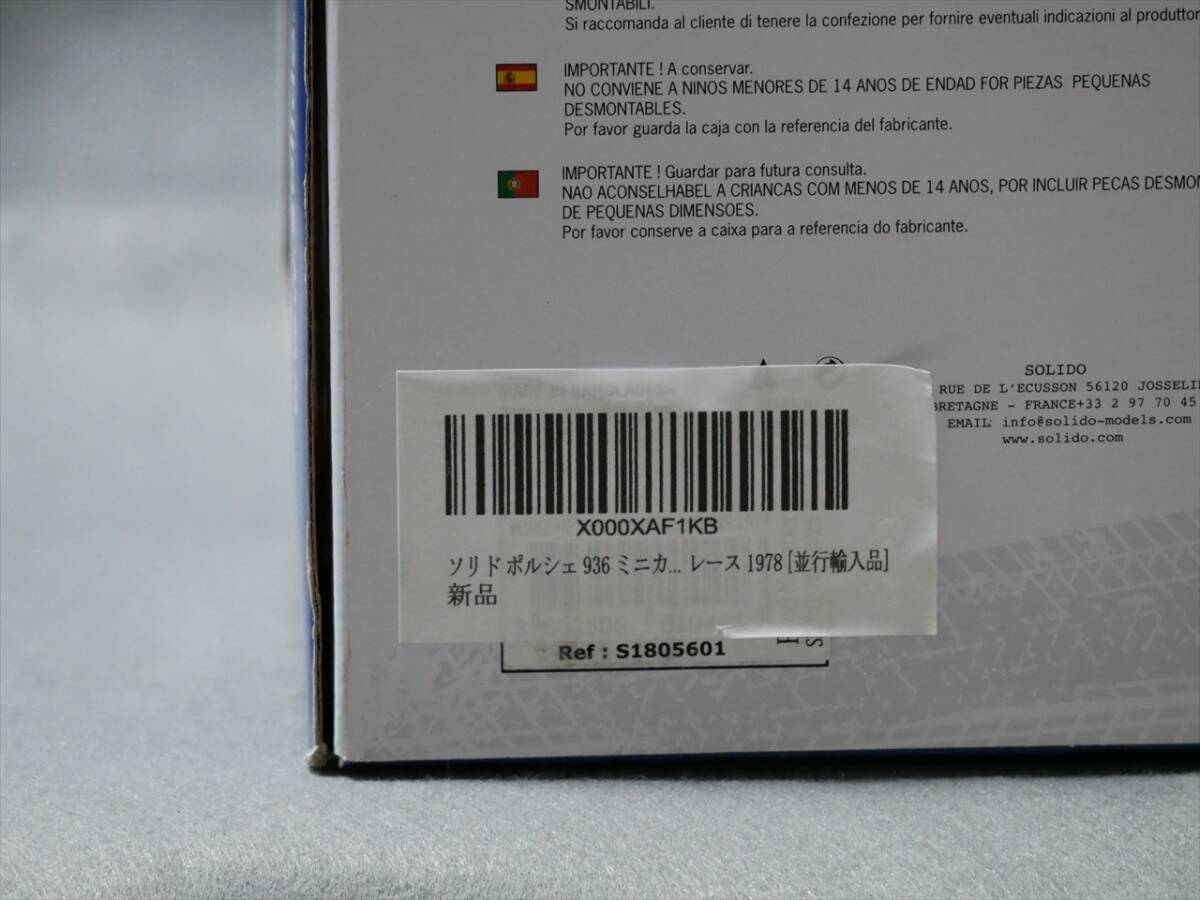 SMONTABILI.
Si raccomanda al cliente di tenere la confezione per fornire eventuali indicazioni al produttor
IMPORTANTE ! A conservar.
NO CONVIENE A NINOS MENORES DE 14 ANOS DE ENDAD FOR PIEZAS PEQUENAS
DESMONTABLES.
Por favor guarda la caja con la referencia del fabricante.
IMPORTANTE ! Guardar para futura consulta.
NAO ACONSELHABEL A CRIANCAS COM MENOS DE 14 ANOS, POR INCLUIR PECAS DESMON
DE PEQUENAS DIMENSOES.
Por favor conserve a caixa para a referencia do fabricante.
SOLIDO
RUE DE L'ECUSSON 56120 JOSSELIN
BRETAGNE - FRANCE+33 2 97 70 45
EMAIL: info@solido-models.com
www.solido.com
MADE IN BANGLADESH
X000XAF1KB
ソリド ポルシェ 936 ミニカ... レース 1978 [並行輸入品]
新品
Ref : S1805601